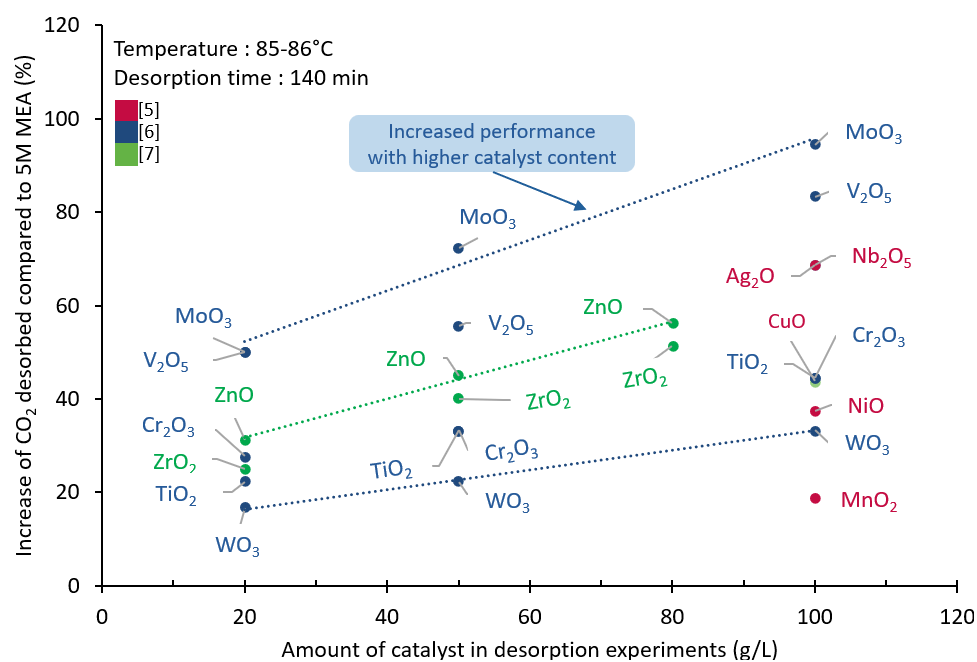 Increase of CO₂ desorbed compared to 5M MEA (%)
120
100
80
60
40
20
0
Temperature : 85-86°C
Desorption time : 140 min
[5]
[6]
[7]
Increased performance
with higher catalyst content
MoO₃
V₂O₅
ZnO
Cr₂O₃
ZrO₂
TiO₂
WO₃
MoO₃
V₂O₅
ZnO
ZrO₂
TiO₂
Cr₂O₃
WO₃
ZnO
ZrO₂
MoO₃
V₂O₅
Nb₂O₅
Ag₂O
CuO
Cr₂O₃
TiO₂
NiO
WO₃
MnO₂
0
20
40
60
80
100
120
Amount of catalyst in desorption experiments (g/L)